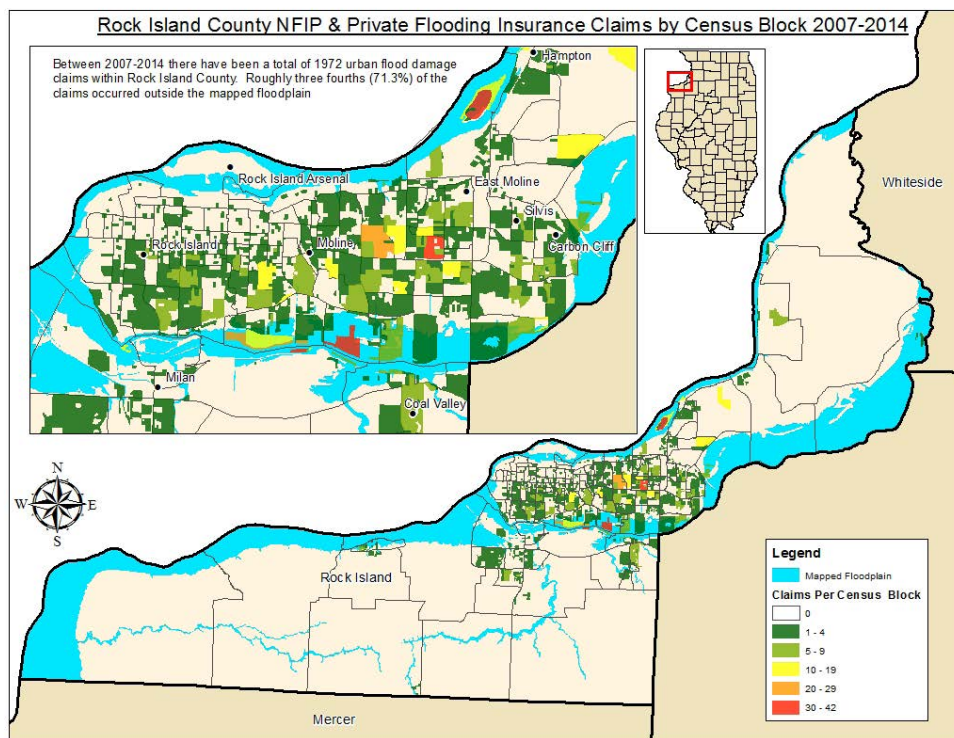 Rock Island County NFIP & Private Flooding Insurance Claims by Census Block 2007-2014
Between 2007-2014 there have been a total of 1972 urban flood damage
claims within Rock Island County. Roughly three fourths (71.3%) of the
claims occurred outside the mapped floodplain
Hampton
Rock Island Arsenal
East Moline
Silvis
Carbon Cliff
Rock Island
Moline
Milan
Coal Valley
Whiteside
N
W
E
S
Rock Island
Mercer
Legend
Mapped Floodplain
Claims Per Census Block
0
1 - 4
5 - 9
10 - 19
20 - 29
30 - 42